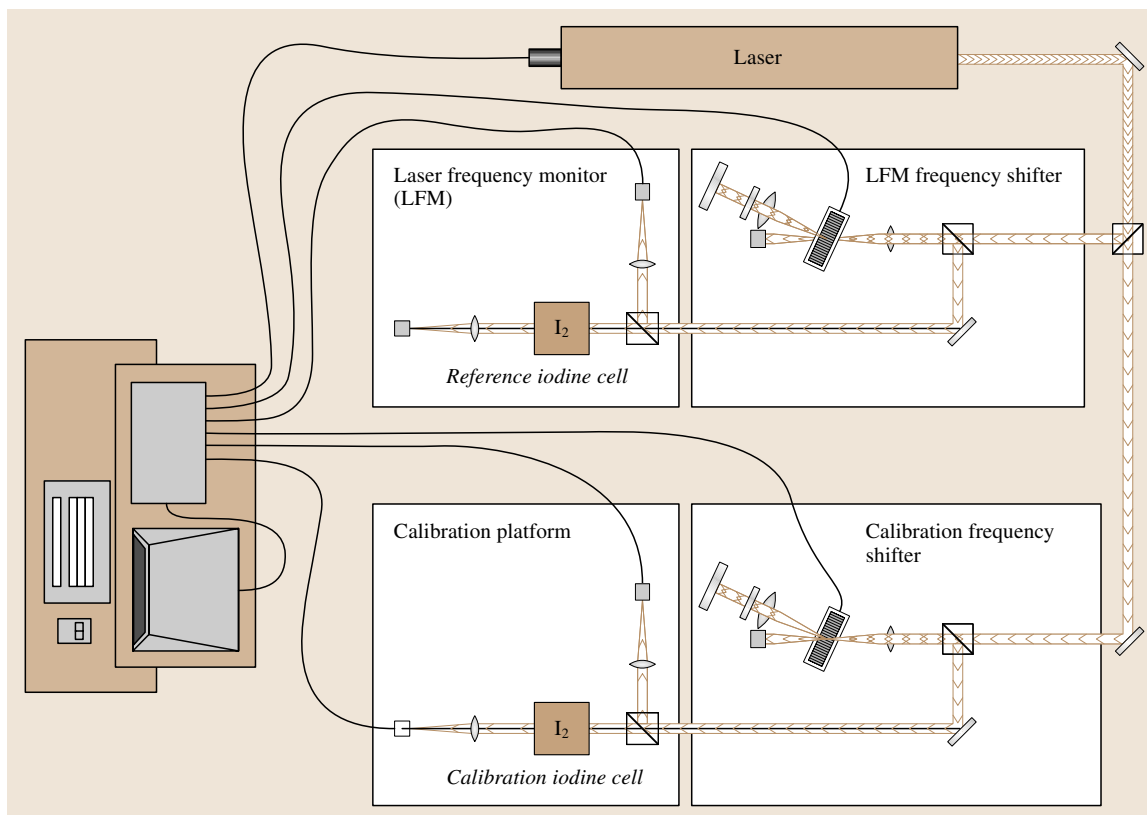 Laser
Laser frequency monitor
(LFM)
LFM frequency shifter
I₂
Reference iodine cell
Calibration platform
Calibration frequency
shifter
I₂
Calibration iodine cell